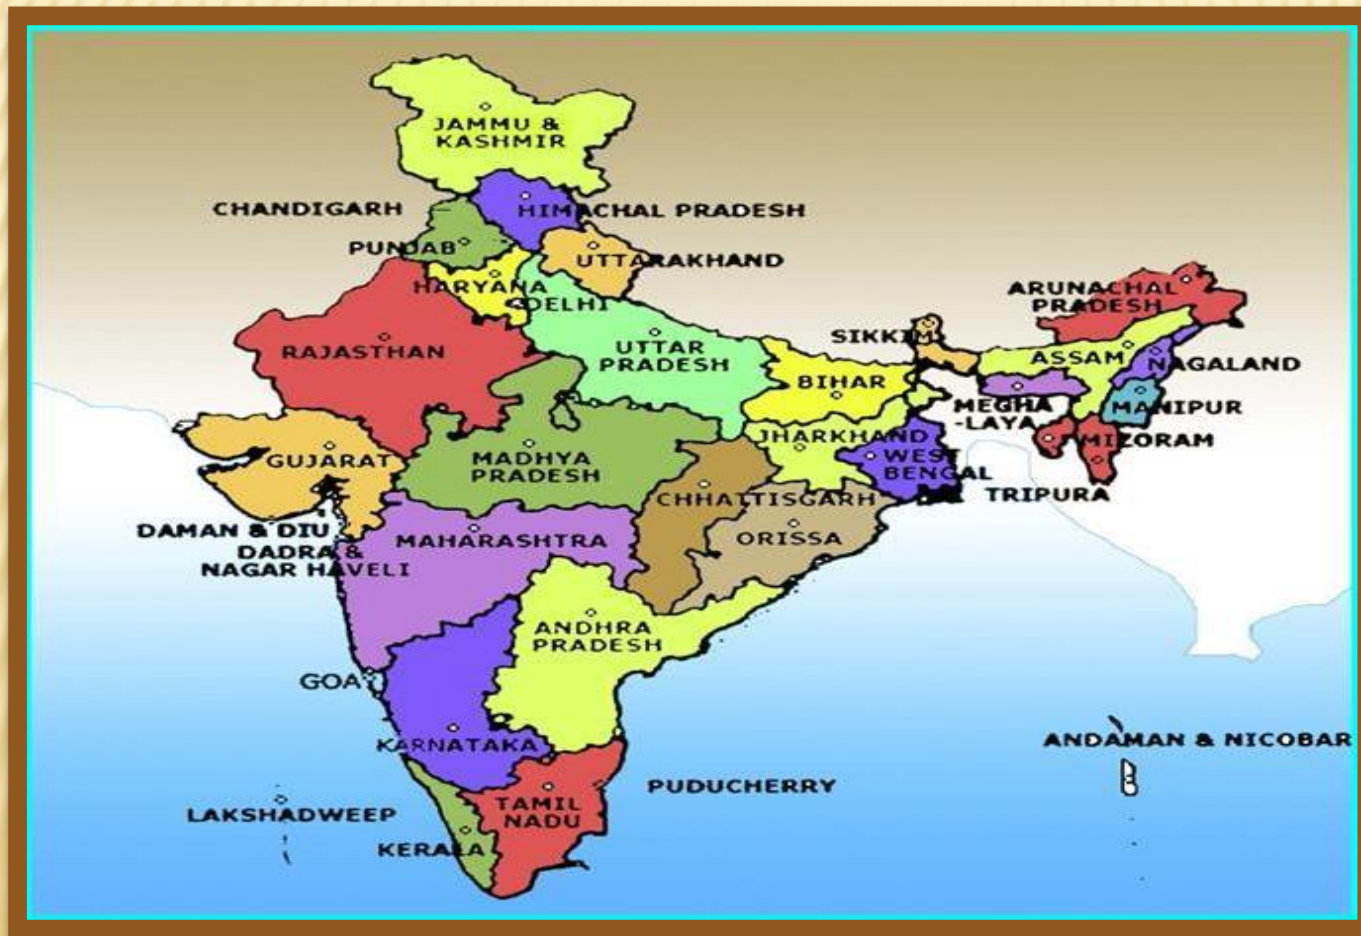 JAMMU &
KASHMIR
CHANDIGARH
HIMACHAL PRADESH
PUNJAB
UTTARAKHAND
HARYANA
DELHI
ARUNACHAL
PRADESH
SIKKIM
RAJASTHAN
UTTAR
PRADESH
ASSAM
NAGALAND
BIHAR
MEGHA
-LAYA
MANIPUR
JHARKHAND
MIZORAM
GUJARAT
MADHYA
PRADESH
WEST
BENGAL
CHHATTISGARH
TRIPURA
DAMAN & DIU
MAHARASHTRA
ORISSA
DADRA &
NAGAR HAVELI
ANDHRA
PRADESH
GOA
KARNATAKA
ANDAMAN & NICOBAR
PUDUCHERRY
LAKSHADWEEP
TAMIL
NADU
KERALA